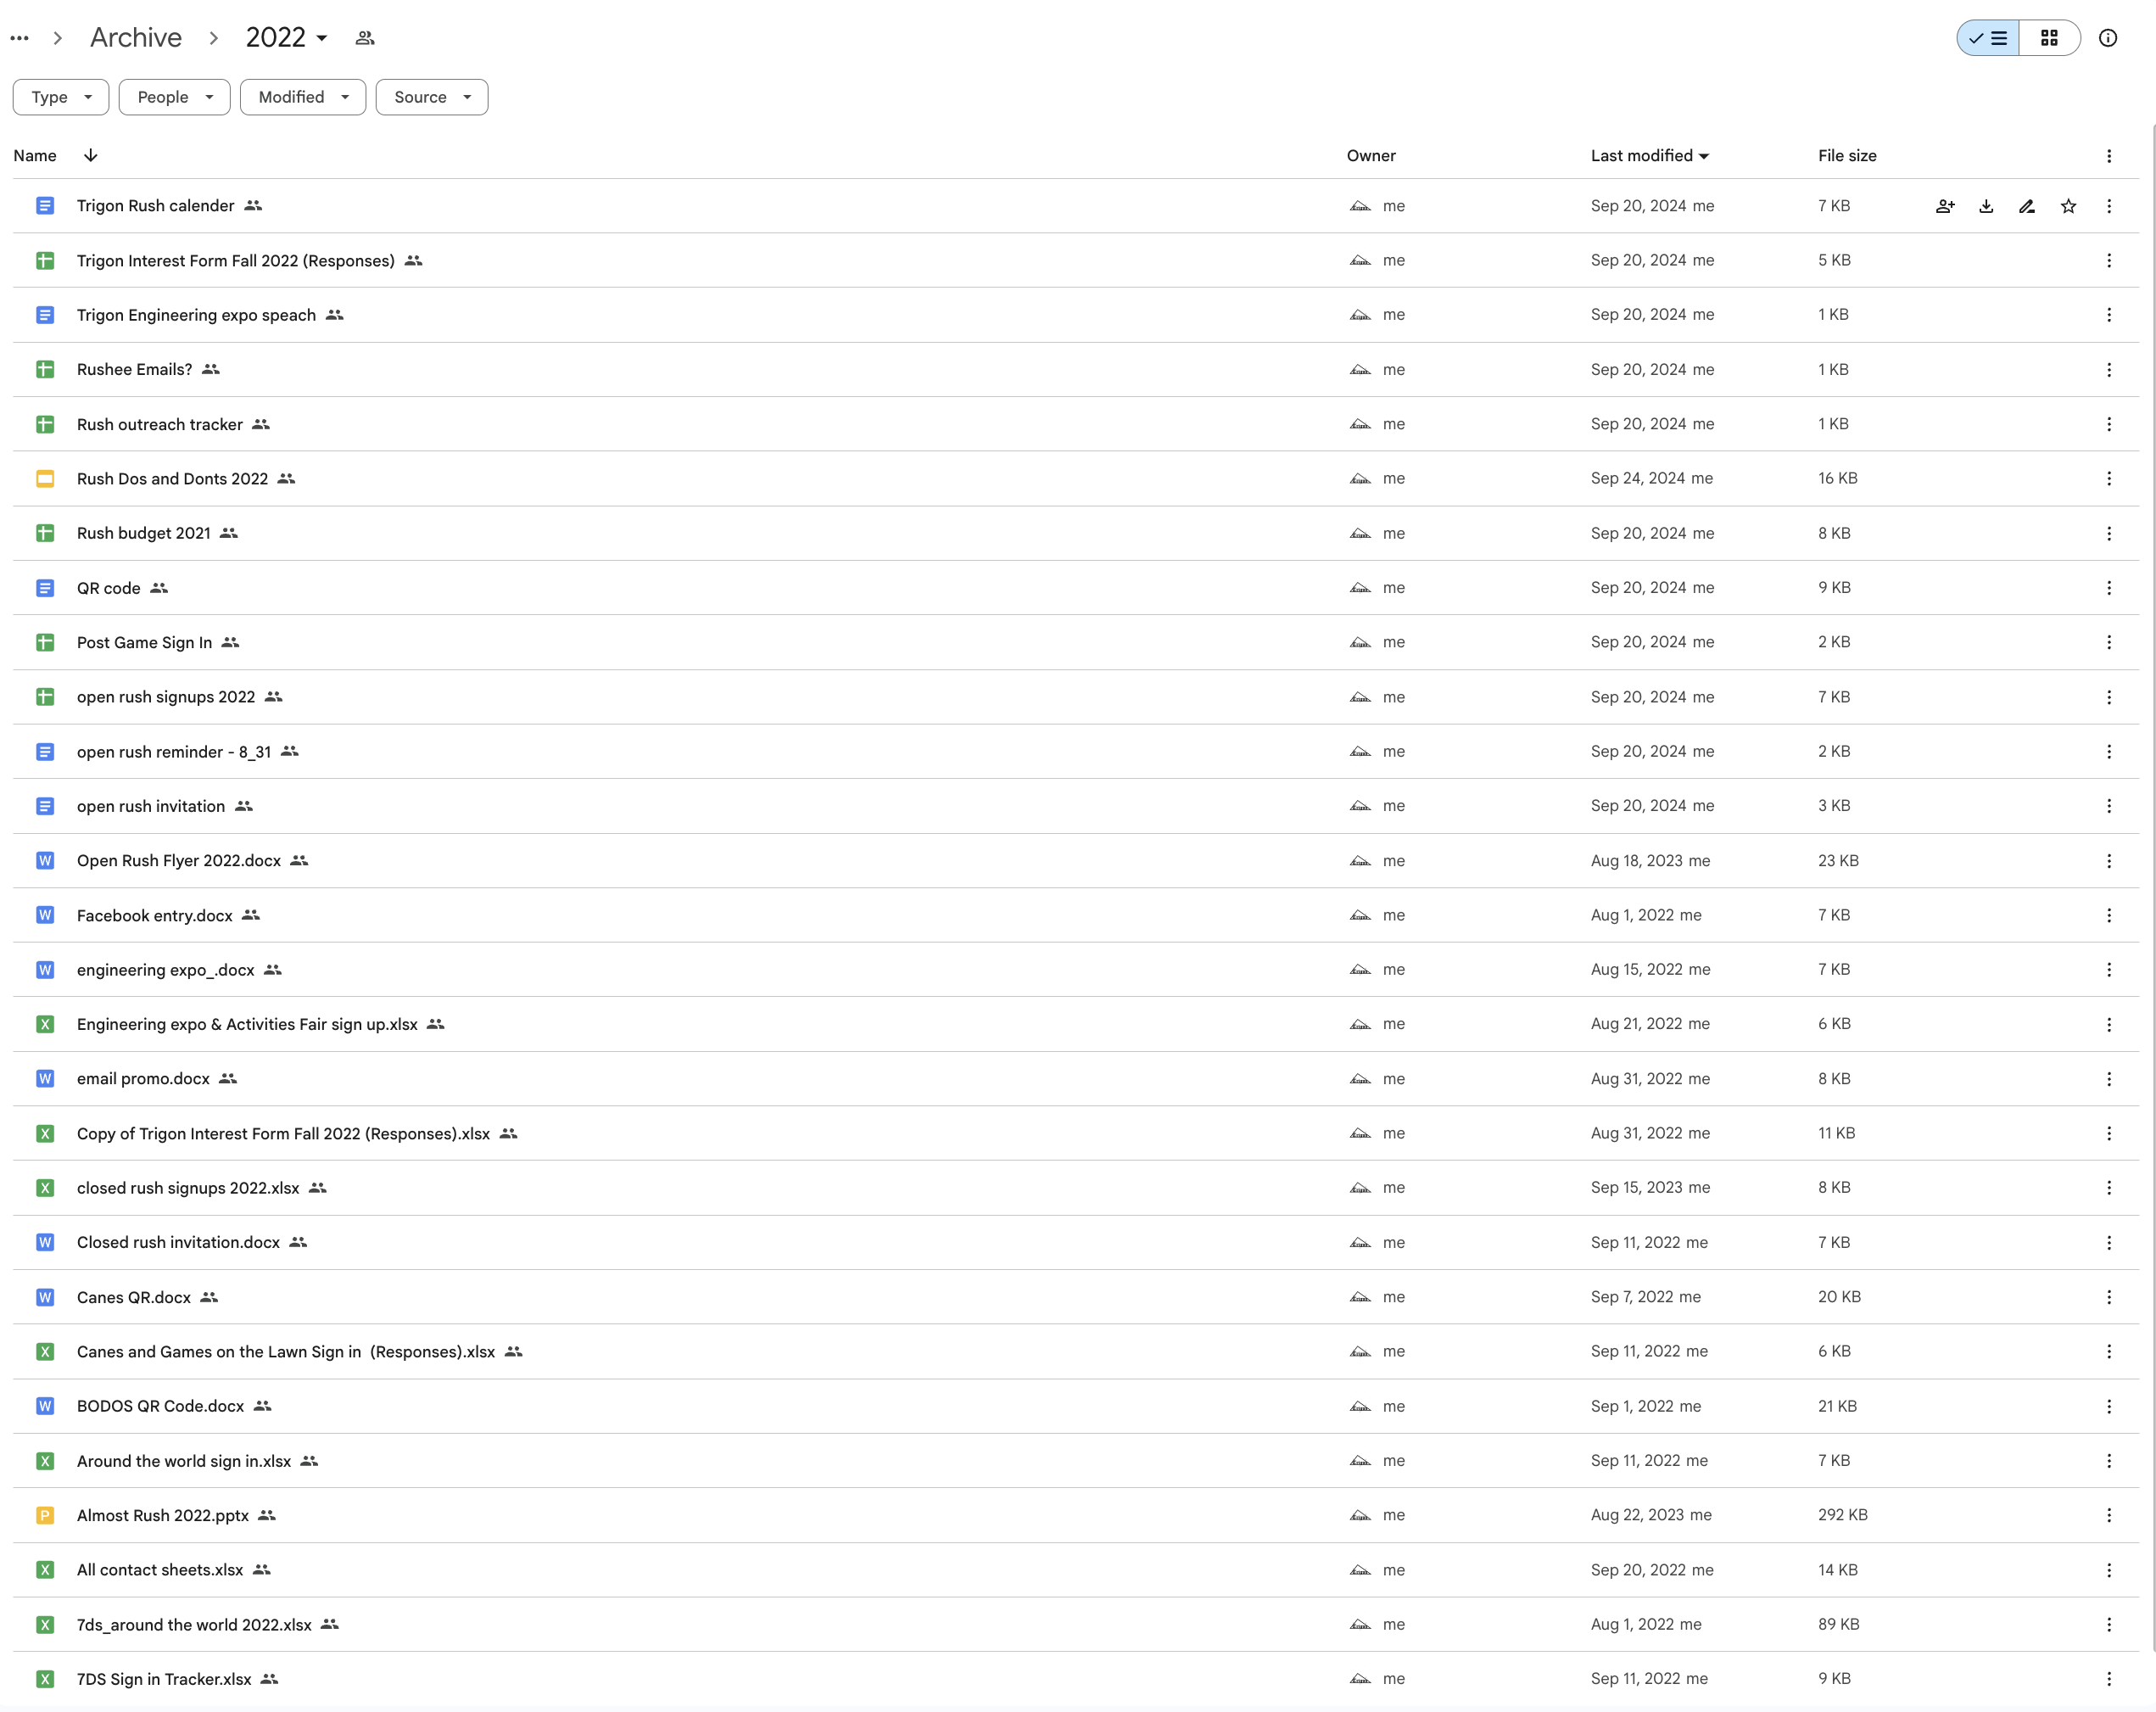 Archive 2022
Type People Modified Source
Name Owner Last modified File size
Trigon Rush calender me Sep 20, 2024 me 7 KB
Trigon Interest Form Fall 2022 (Responses) me Sep 20, 2024 me 5 KB
Trigon Engineering expo speach me Sep 20, 2024 me 1 KB
Rushee Emails? me Sep 20, 2024 me 1 KB
Rush outreach tracker me Sep 20, 2024 me 1 KB
Rush Dos and Donts 2022 me Sep 24, 2024 me 16 KB
Rush budget 2021 me Sep 20, 2024 me 8 KB
QR code me Sep 20, 2024 me 9 KB
Post Game Sign In me Sep 20, 2024 me 2 KB
open rush signups 2022 me Sep 20, 2024 me 7 KB
open rush reminder - 8_31 me Sep 20, 2024 me 2 KB
open rush invitation me Sep 20, 2024 me 3 KB
W Open Rush Flyer 2022.docx me Aug 18, 2023 me 23 KB
W Facebook entry.docx me Aug 1, 2022 me 7 KB
W engineering expo_.docx me Aug 15, 2022 me 7 KB
X Engineering expo & Activities Fair sign up.xlsx me Aug 21, 2022 me 6 KB
W email promo.docx me Aug 31, 2022 me 8 KB
X Copy of Trigon Interest Form Fall 2022 (Responses).xlsx me Aug 31, 2022 me 11 KB
X closed rush signups 2022.xlsx me Sep 15, 2023 me 8 KB
W Closed rush invitation.docx me Sep 11, 2022 me 7 KB
W Canes QR.docx me Sep 7, 2022 me 20 KB
X Canes and Games on the Lawn Sign in  (Responses).xlsx me Sep 11, 2022 me 6 KB
W BODOS QR Code.docx me Sep 1, 2022 me 21 KB
X Around the world sign in.xlsx me Sep 11, 2022 me 7 KB
P Almost Rush 2022.pptx me Aug 22, 2023 me 292 KB
X All contact sheets.xlsx me Sep 20, 2022 me 14 KB
X 7ds_around the world 2022.xlsx me Aug 1, 2022 me 89 KB
X 7DS Sign in Tracker.xlsx me Sep 11, 2022 me 9 KB